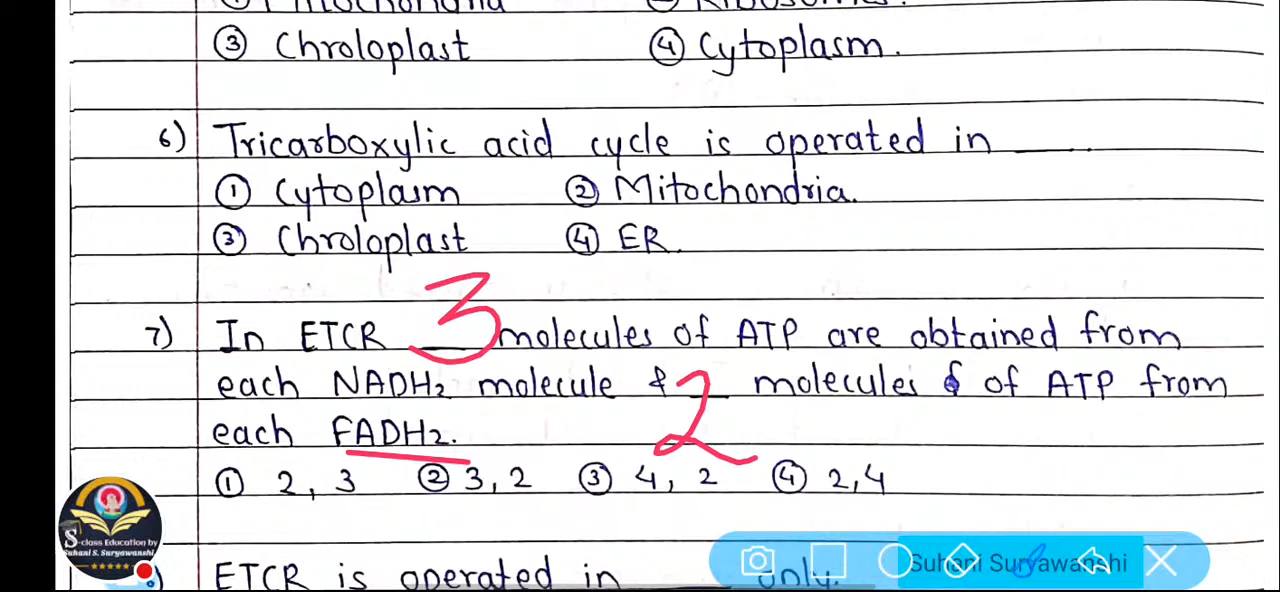 ③ Chroloplast ④ Cytoplasm.
6) Tricarboxylic acid cycle is operated in ____.
① Cytoplasm ② Mitochondria.
③ Chroloplast ④ ER.
7) In ETCR 3 molecules of ATP are obtained from
each NADH₂ molecule & 2 molecules of ATP from
each FADH₂.
① 2, 3 ② 3, 2 ③ 4, 2 ④ 2,4
S-class Education by
Suhani S. Suryawanshi
Suhani Suryawanshi
ETCR is operated in ___ only.